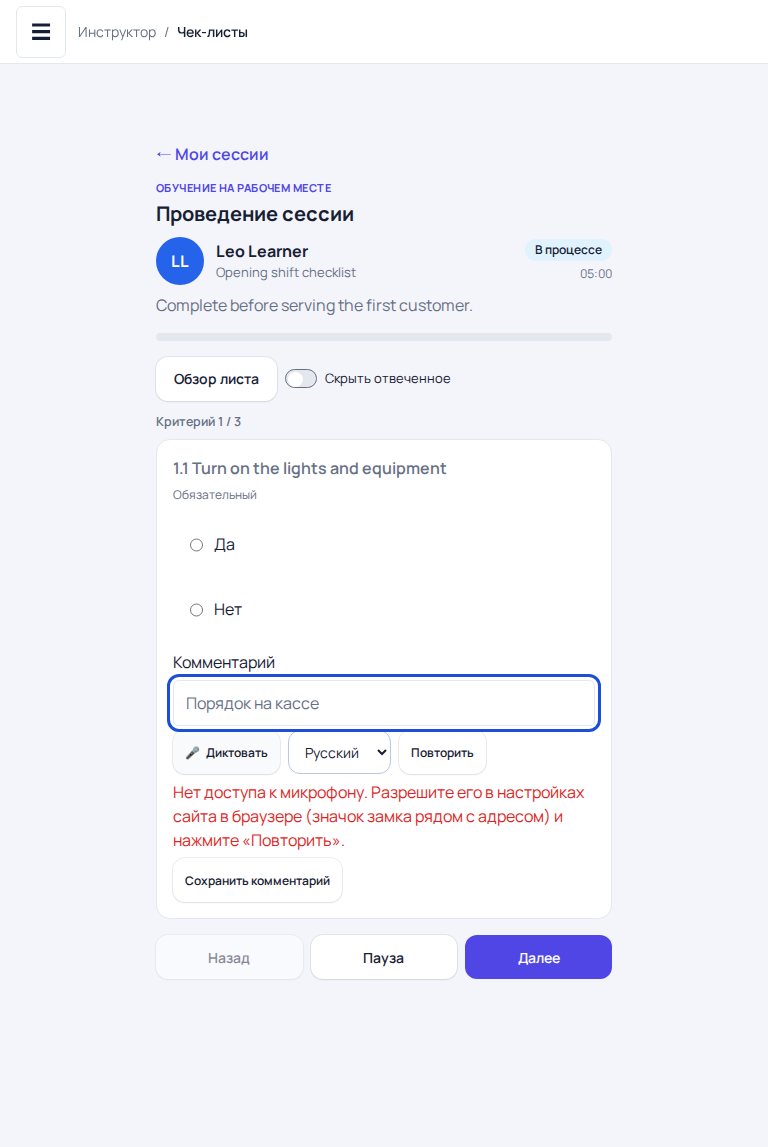 Инструктор / Чек-листы
← Мои сессии
ОБУЧЕНИЕ НА РАБОЧЕМ МЕСТЕ
Проведение сессии
LL
Leo Learner
Opening shift checklist
В процессе
05:00
Complete before serving the first customer.
Обзор листа
Скрыть отвеченное
Критерий 1 / 3
1.1 Turn on the lights and equipment
Обязательный
Да
Нет
Комментарий
Порядок на кассе
🎤 Диктовать
Русский
Повторить
Нет доступа к микрофону. Разрешите его в настройках
сайта в браузере (значок замка рядом с адресом) и
нажмите «Повторить».
Сохранить комментарий
Назад
Пауза
Далее